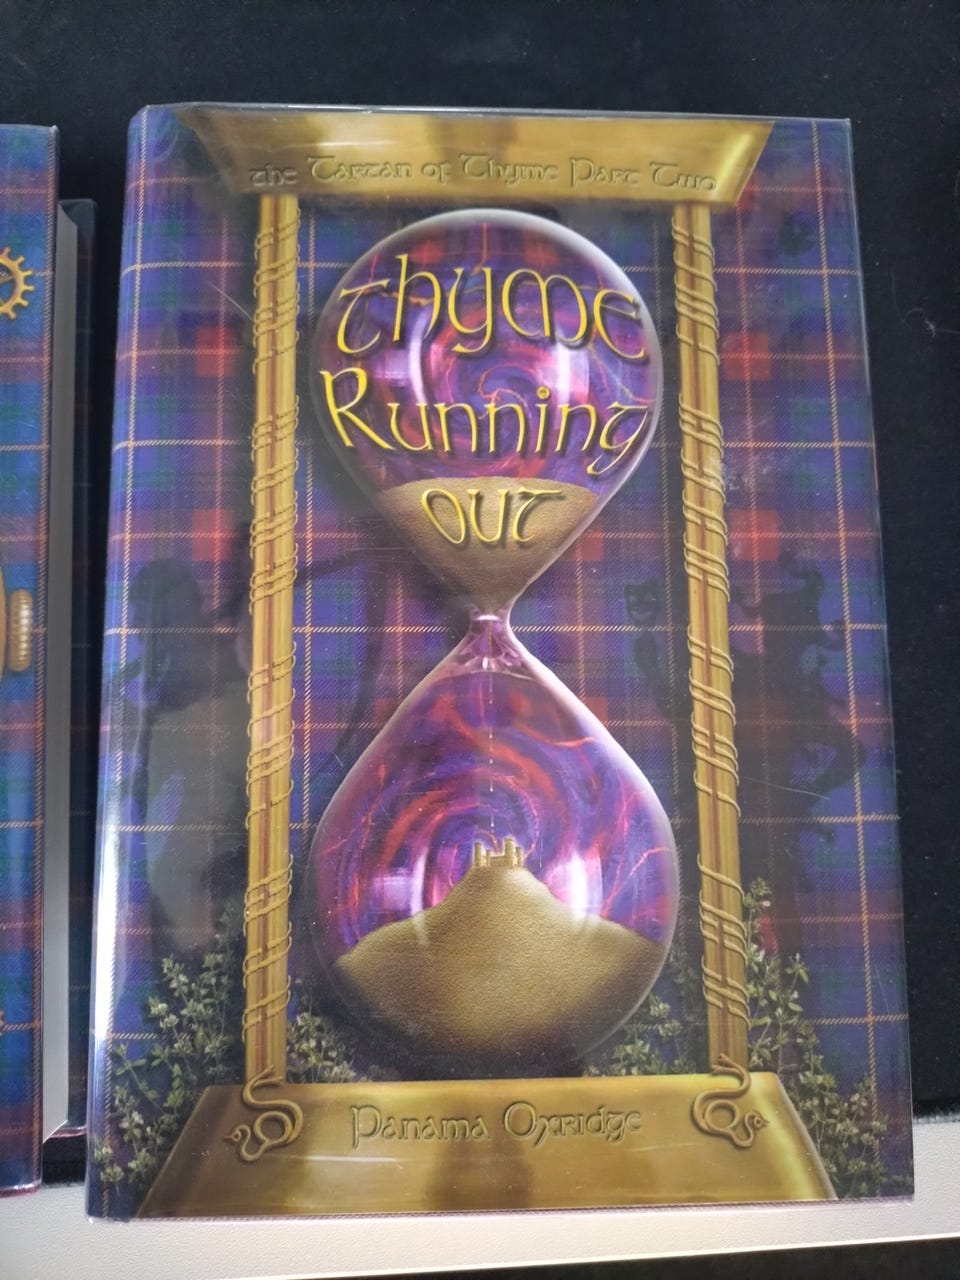 the Tartan of Thyme Part Two
Thyme
Running
out
Panama Oxridge